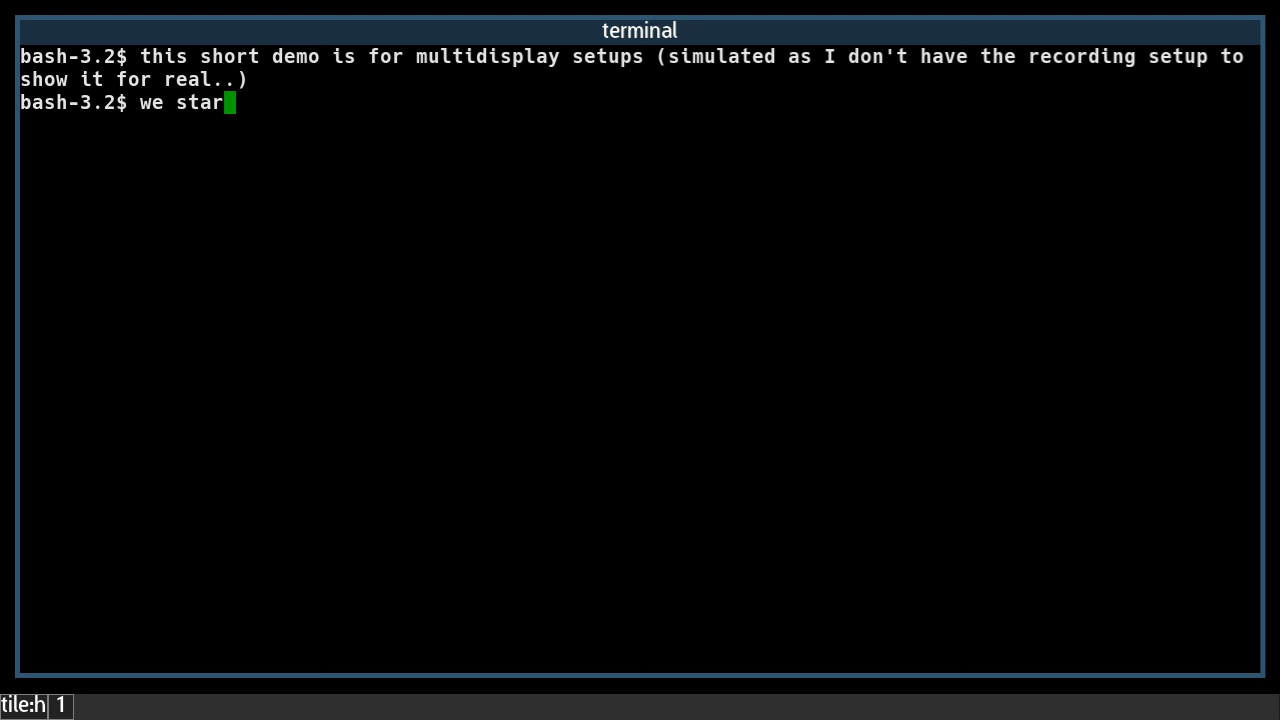 terminal
bash-3.2$ this short demo is for multidisplay setups (simulated as I don't have the recording setup to
show it for real..)
bash-3.2$ we star
tile:h 1